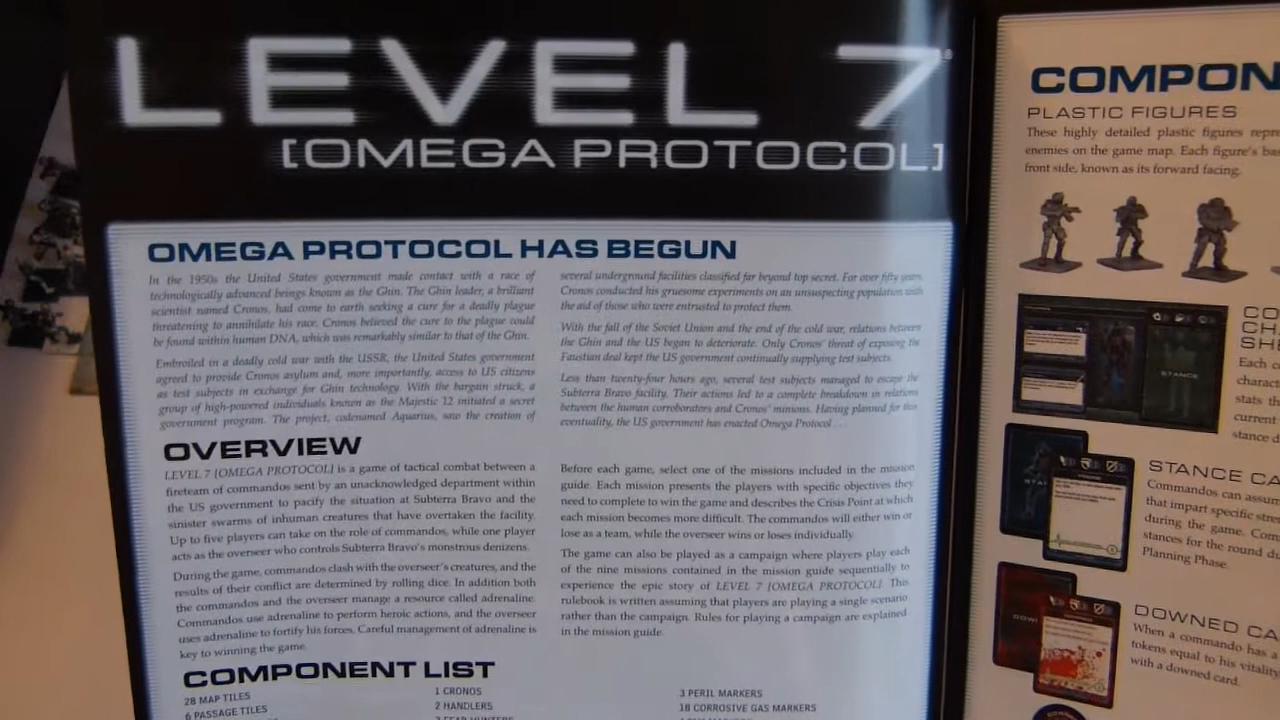 LEVEL 7
[OMEGA PROTOCOL]
OMEGA PROTOCOL HAS BEGUN
In the 1950s the United States government made contact with a race of
technologically advanced beings known as the Ghin. The Ghin leader, a brilliant
scientist named Cronos, had come to earth seeking a cure for a deadly plague
threatening to annihilate his race. Cronos believed the cure to the plague could
be found within human DNA, which was remarkably similar to that of the Ghin.
Embroiled in a deadly cold war with the USSR, the United States government
agreed to provide Cronos asylum and, more importantly, access to US citizens
as test subjects in exchange for Ghin technology. With the bargain struck, a
group of high-powered individuals known as the Majestic 12 initiated a secret
government program. The project, codenamed Aquarius, saw the creation of
several underground facilities classified far beyond top secret. For over fifty years,
Cronos conducted his gruesome experiments on an unsuspecting population with
the aid of those who were entrusted to protect them.
With the fall of the Soviet Union and the end of the cold war, relations between
the Ghin and the US began to deteriorate. Only Cronos' threat of exposing the
Faustian deal kept the US government continually supplying test subjects.
Less than twenty-four hours ago, several test subjects managed to escape the
Subterra Bravo facility. Their actions led to a complete breakdown in relations
between the human corroborators and Cronos' minions. Having planned for this
eventuality, the US government has enacted Omega Protocol . . .
OVERVIEW
LEVEL 7 [OMEGA PROTOCOL] is a game of tactical combat between a
fireteam of commandos sent by an unacknowledged department within
the US government to pacify the situation at Subterra Bravo and the
sinister swarms of inhuman creatures that have overtaken the facility.
Up to five players can take on the role of commandos, while one player
acts as the overseer who controls Subterra Bravo's monstrous denizens.
During the game, commandos clash with the overseer's creatures, and the
results of their conflict are determined by rolling dice. In addition both
the commandos and the overseer manage a resource called adrenaline.
Commandos use adrenaline to perform heroic actions, and the overseer
uses adrenaline to fortify his forces. Careful management of adrenaline is
key to winning the game.
Before each game, select one of the missions included in the mission
guide. Each mission presents the players with specific objectives they
need to complete to win the game and describes the Crisis Point at which
each mission becomes more difficult. The commandos will either win or
lose as a team, while the overseer wins or loses individually.
The game can also be played as a campaign where players play each
of the nine missions contained in the mission guide sequentially to
experience the epic story of LEVEL 7 [OMEGA PROTOCOL]. This
rulebook is written assuming that players are playing a single scenario
rather than the campaign. Rules for playing a campaign are explained
in the mission guide.
COMPONENT LIST
28 MAP TILES
6 PASSAGE TILES
1 CRONOS
2 HANDLERS
3 PERIL MARKERS
18 CORROSIVE GAS MARKERS
COMPON
PLASTIC FIGURES
These highly detailed plastic figures repr
enemies on the game map. Each figure's ba
front side, known as its forward facing.
CO
CH
SHE
Each c
charact
stats th
current
stance d
STANCE
STANCE CA
Commandos can assum
that impart specific stre
during the game. Com
stances for the round du
Planning Phase.
DOWNED CA
When a commando has a
tokens equal to his vitality
with a downed card.